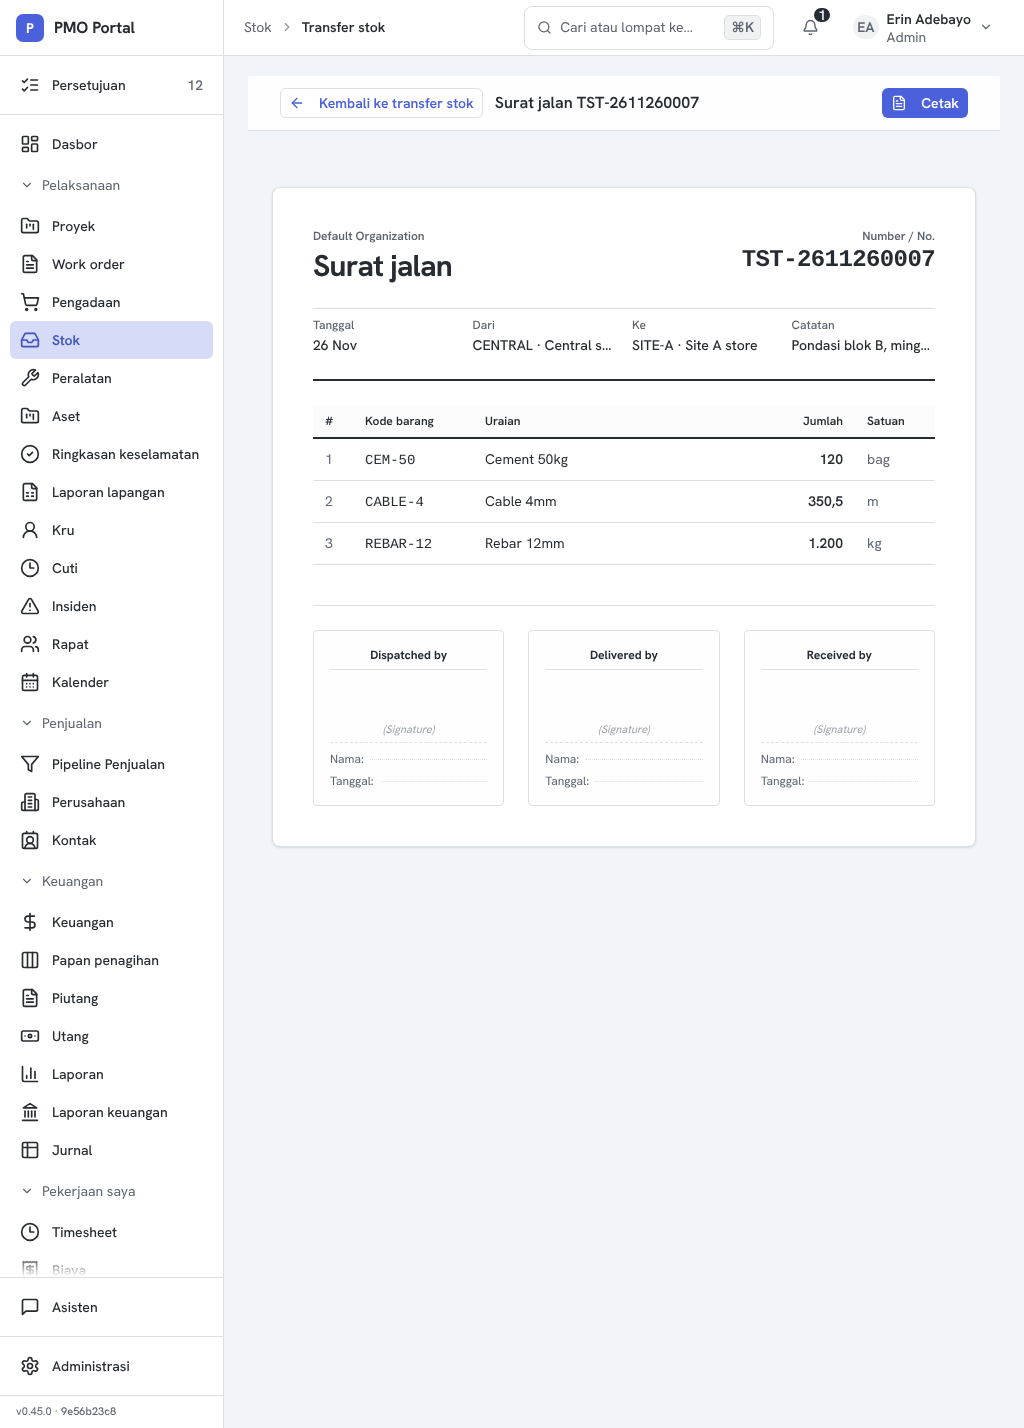 P PMO Portal
Stok > Transfer stok
Cari atau lompat ke... ⌘K
1
EA Erin Adebayo
Admin
Persetujuan 12
Dasbor
Pelaksanaan
Proyek
Work order
Pengadaan
Stok
Peralatan
Aset
Ringkasan keselamatan
Laporan lapangan
Kru
Cuti
Insiden
Rapat
Kalender
Penjualan
Pipeline Penjualan
Perusahaan
Kontak
Keuangan
Keuangan
Papan penagihan
Piutang
Utang
Laporan
Laporan keuangan
Jurnal
Pekerjaan saya
Timesheet
Biaya
Asisten
Administrasi
v0.45.0 · 9e56b23c8
Kembali ke transfer stok Surat jalan TST-2611260007 Cetak
Default Organization Number / No.
Surat jalan TST-2611260007
Tanggal Dari Ke Catatan
26 Nov CENTRAL · Central s... SITE-A · Site A store Pondasi blok B, ming...
# Kode barang Uraian Jumlah Satuan
1 CEM-50 Cement 50kg 120 bag
2 CABLE-4 Cable 4mm 350,5 m
3 REBAR-12 Rebar 12mm 1.200 kg
Dispatched by Delivered by Received by
(Signature) (Signature) (Signature)
Nama: Nama: Nama:
Tanggal: Tanggal: Tanggal: